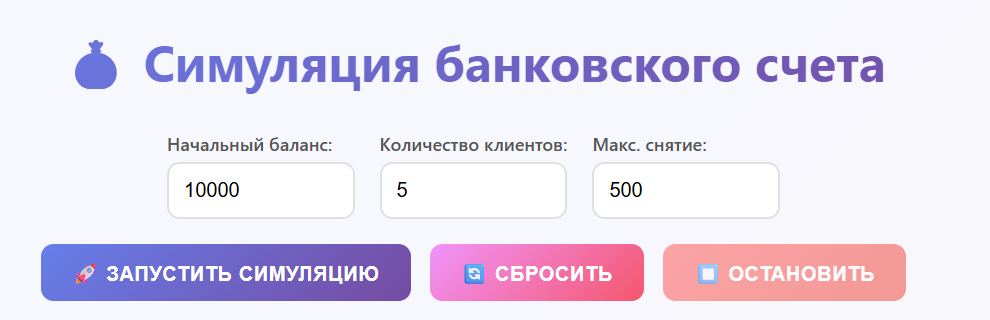 Симуляция банковского счета
Начальный баланс: Количество клиентов: Макс. снятие:
10000 5 500
ЗАПУСТИТЬ СИМУЛЯЦИЮ СБРОСИТЬ ОСТАНОВИТЬ